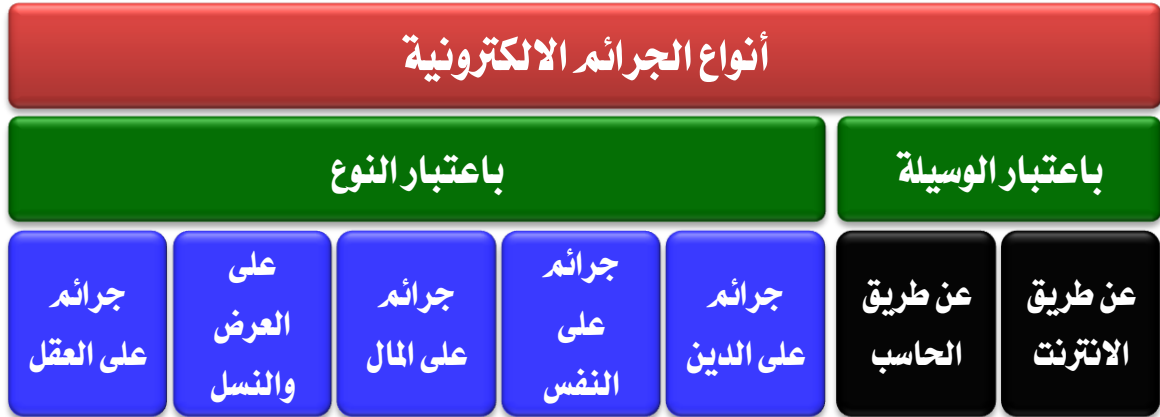 أنواع الجرائم الالكترونية
باعتبار الوسيلة
باعتبار النوع
عن طريق
الانترنت
عن طريق
الحاسب
جرائم
على الدين
جرائم
على
النفس
جرائم
على المال
على
العرض
والنسل
جرائم
على العقل